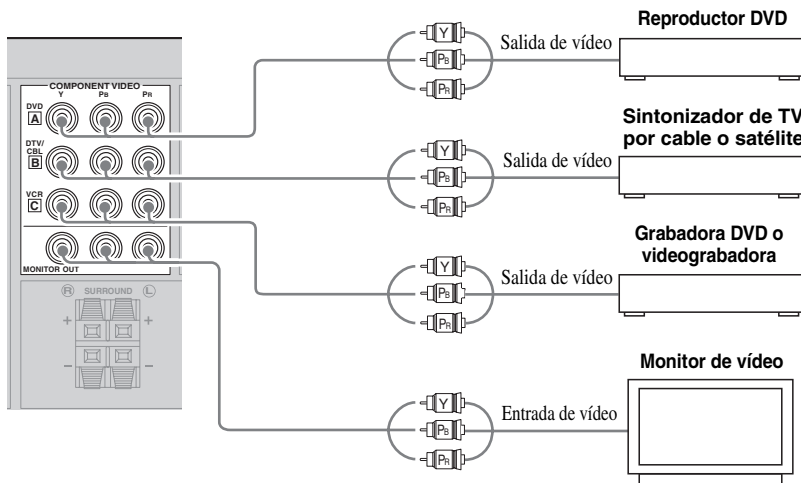 COMPONENT VIDEO
Y PB PR
DVD
A
DTV/
CBL
B
VCR
C
MONITOR OUT
R SURROUND L
+ +
- -
Y
PB
PR
Salida de vídeo
Reproductor DVD
Y
PB
PR
Salida de vídeo
Sintonizador de TV
por cable o satélite
Y
PB
PR
Salida de vídeo
Grabadora DVD o
videograbadora
Y
PB
PR
Entrada de vídeo
Monitor de vídeo